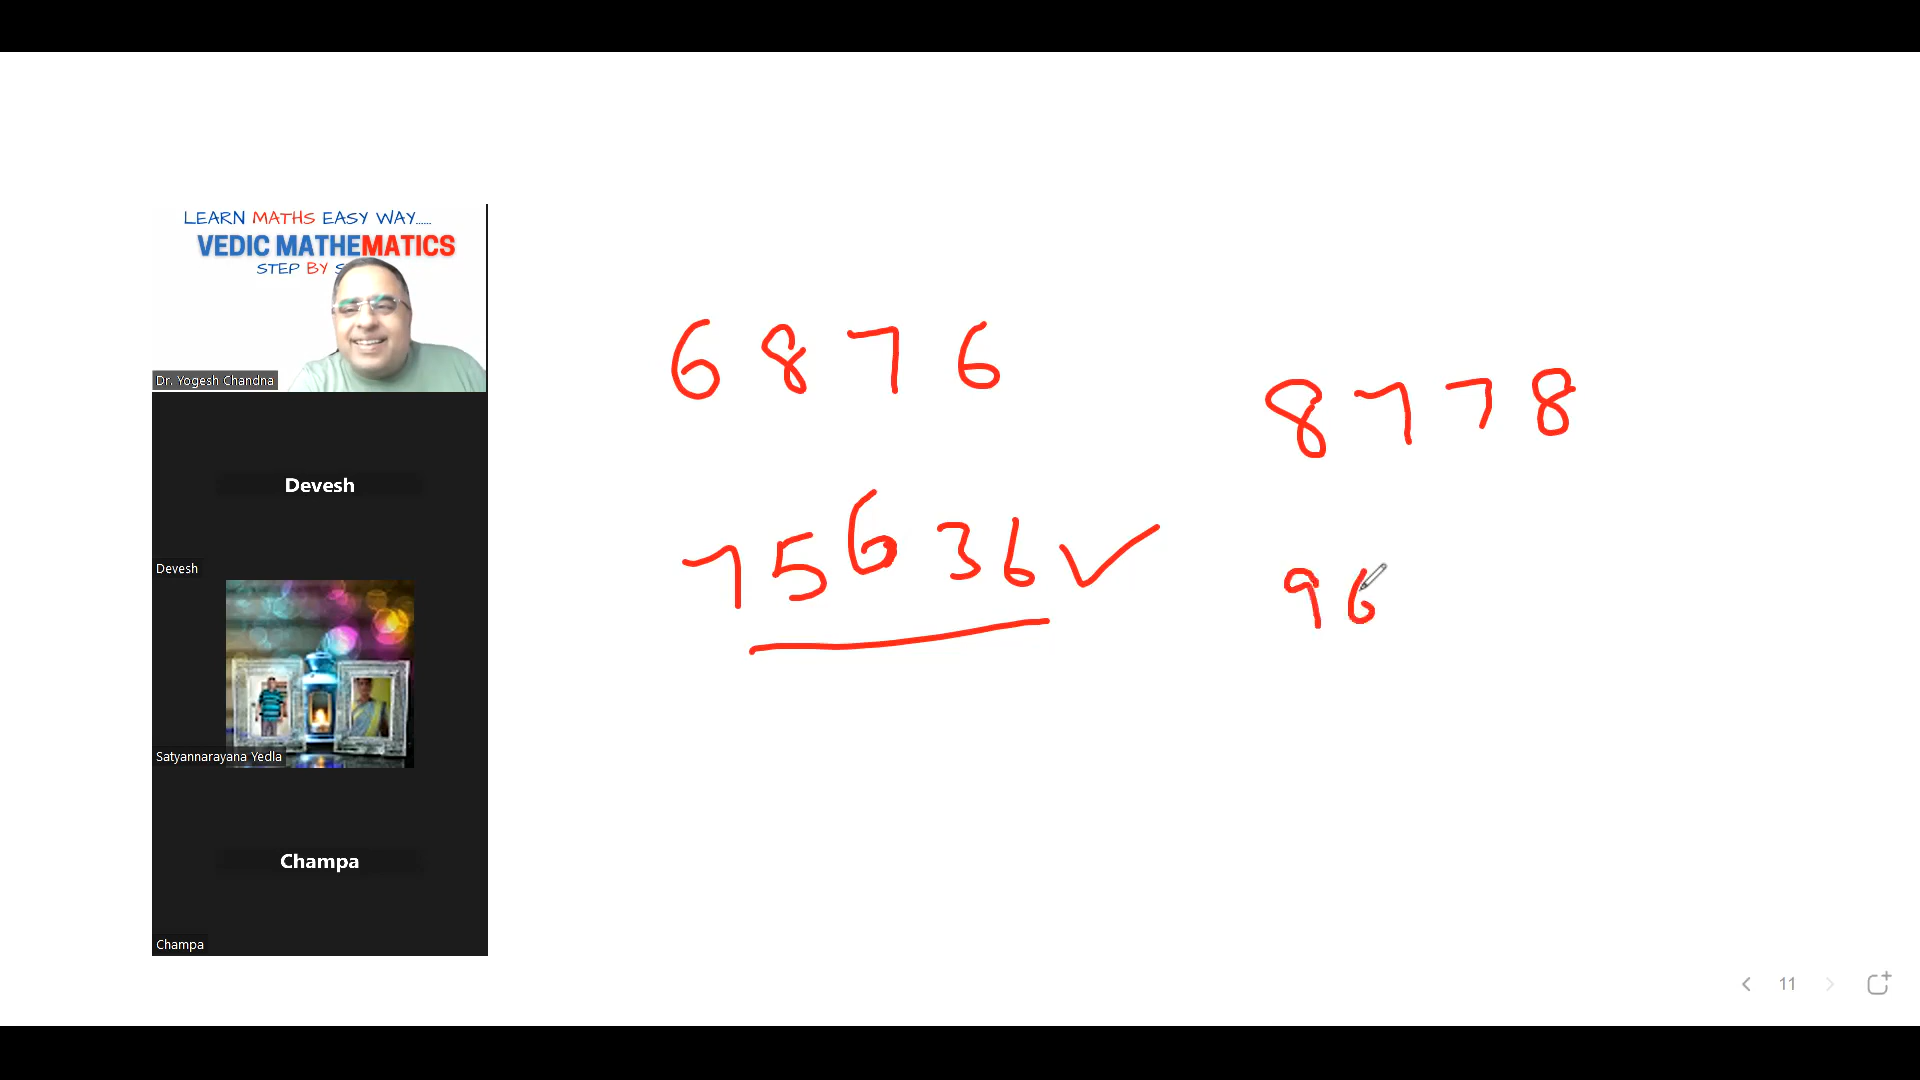 LEARN MATHS EASY WAY......
VEDIC MATHEMATICS
STEP BY S
Dr. Yogesh Chandna
Devesh
Devesh
Satyannarayana Yedla
Champa
Champa
6876
75636 ✓
8778
96
11